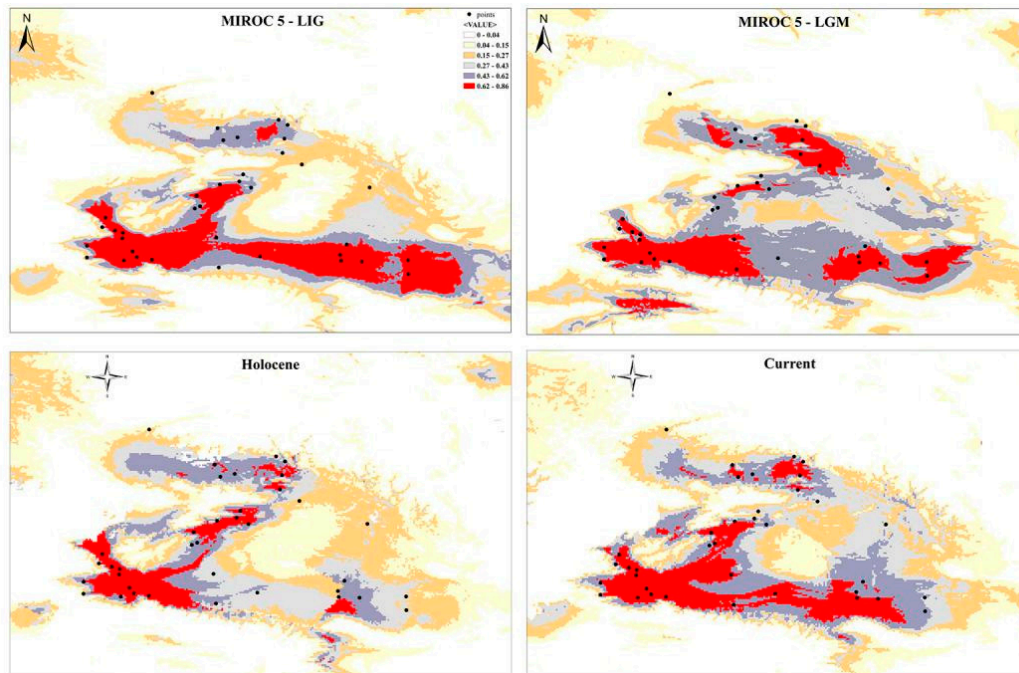 MIROC 5 - LIG
N
points
<VALUE>
0 - 0.04
0.04 - 0.15
0.15 - 0.27
0.27 - 0.43
0.43 - 0.62
0.62 - 0.86
MIROC 5 - LGM
N
Holocene
N
W
E
S
Current
N
W
E
S